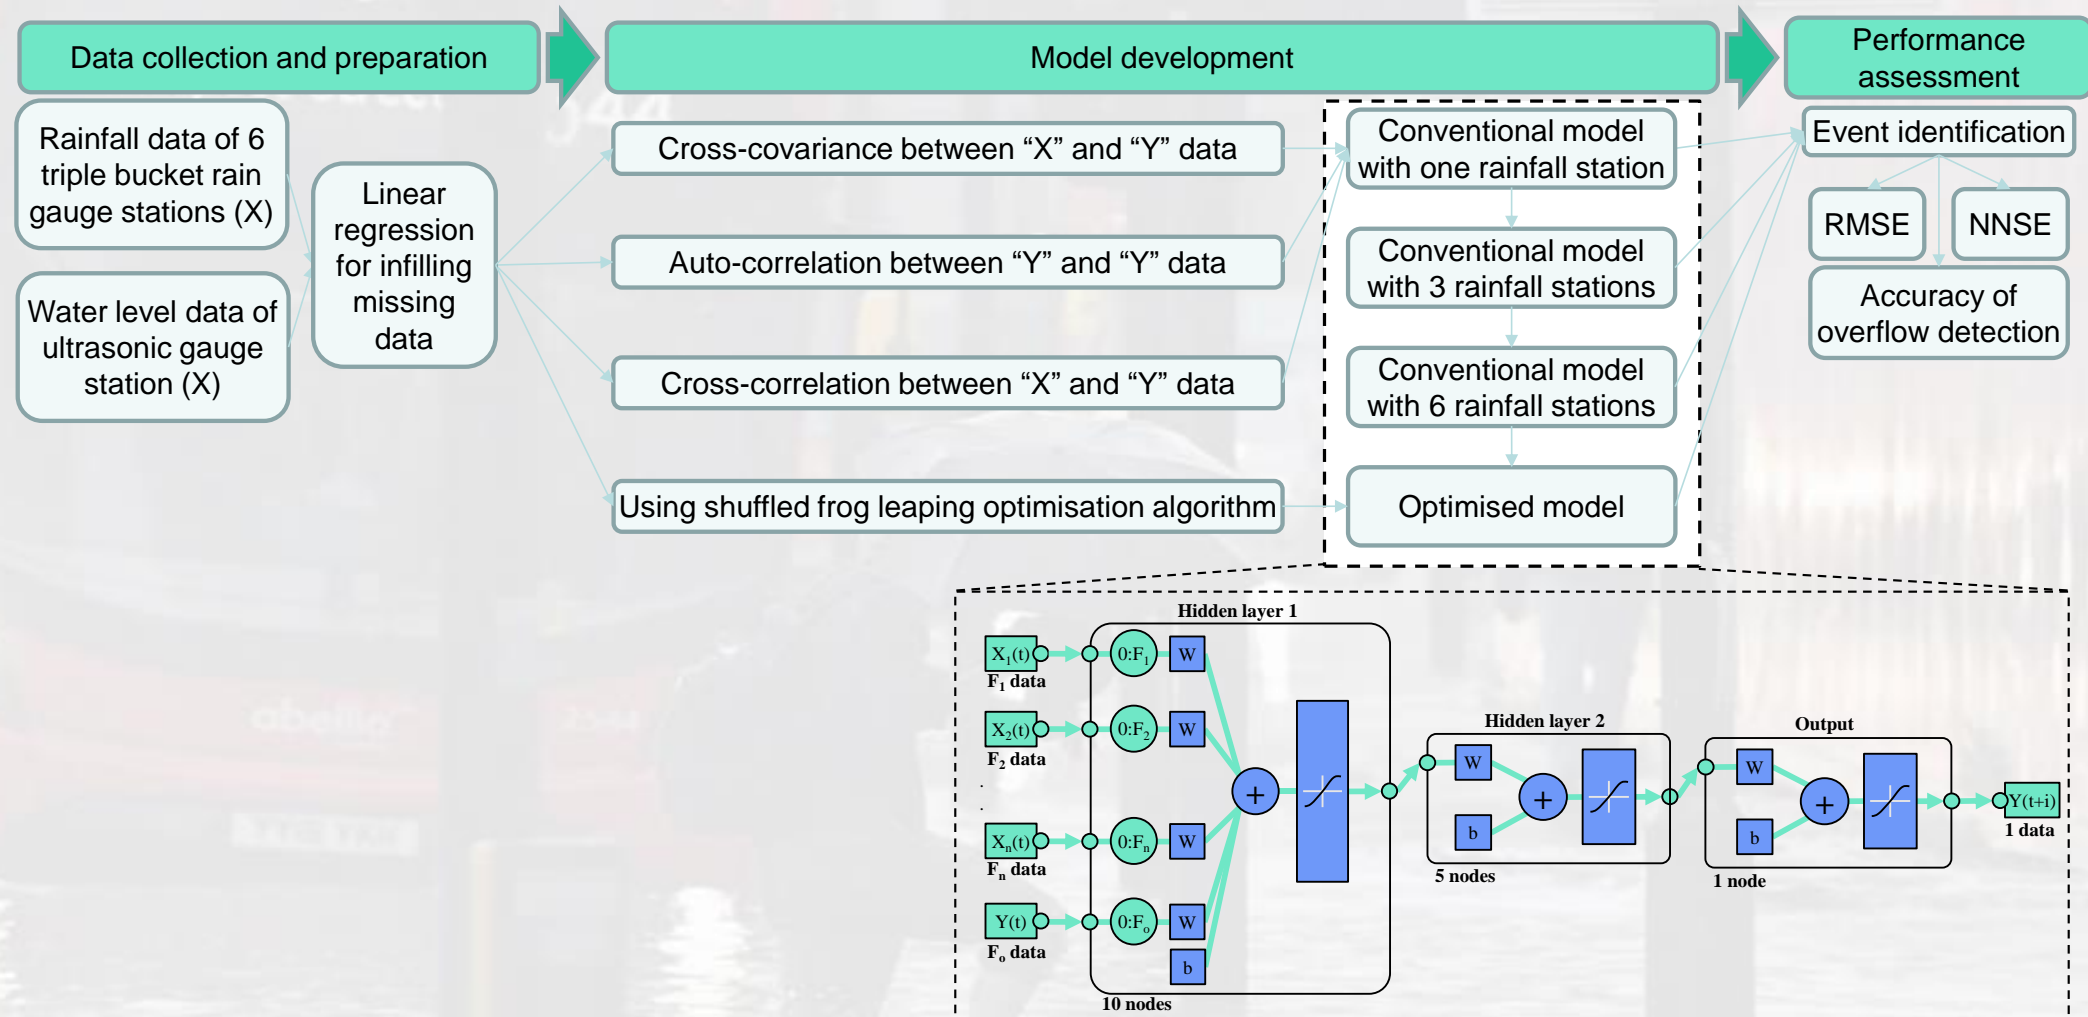 Data collection and preparation
Model development
Performance
assessment
Rainfall data of 6
triple bucket rain
gauge stations (X)
Water level data of
ultrasonic gauge
station (X)
Linear
regression
for infilling
missing
data
Cross-covariance between “X” and “Y” data
Auto-correlation between “Y” and “Y” data
Cross-correlation between “X” and “Y” data
Using shuffled frog leaping optimisation algorithm
Conventional model
with one rainfall station
Conventional model
with 3 rainfall stations
Conventional model
with 6 rainfall stations
Optimised model
Event identification
RMSE
NNSE
Accuracy of
overflow detection
Hidden layer 1
X₁(t)
F₁ data
0:F₁
W
X₂(t)
F₂ data
0:F₂
W
.
.
Xₙ(t)
Fₙ data
0:Fₙ
W
Y(t)
Fₒ data
0:Fₒ
W
b
+
10 nodes
Hidden layer 2
W
b
+
5 nodes
Output
W
b
+
1 node
Y(t+i)
1 data